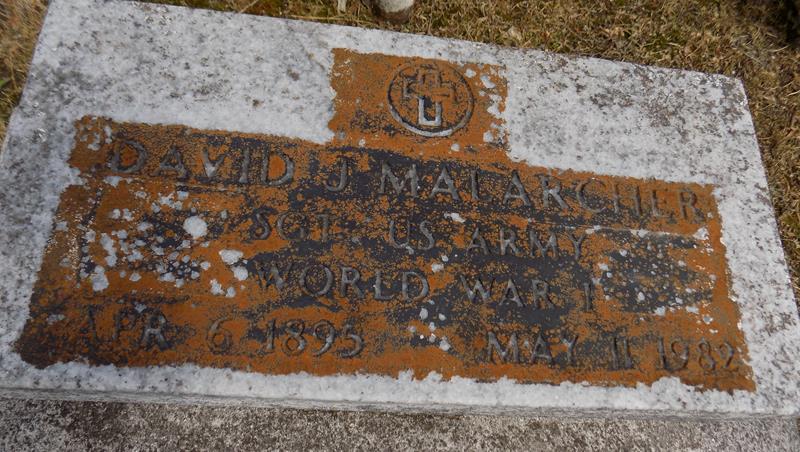 DAVID J MALARCHER
SGT US ARMY
WORLD WAR I
APR 6 1895 MAY 11 1982